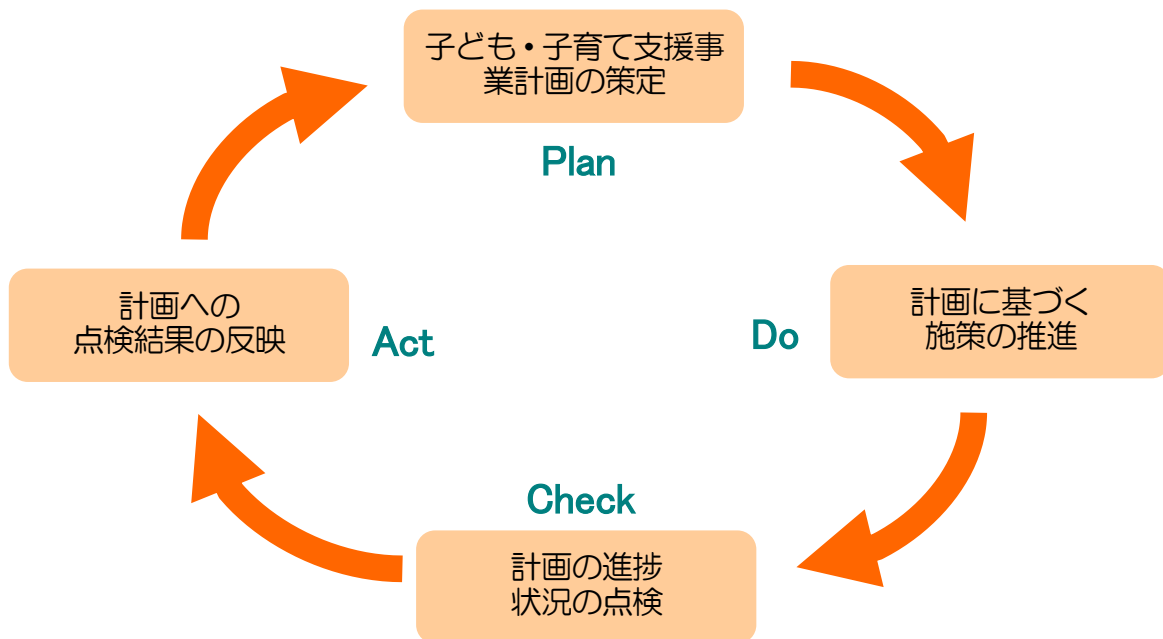 子ども・子育て支援事
業計画の策定
Plan
計画に基づく
施策の推進
Do
Check
計画の進捗
状況の点検
計画への
点検結果の反映
Act